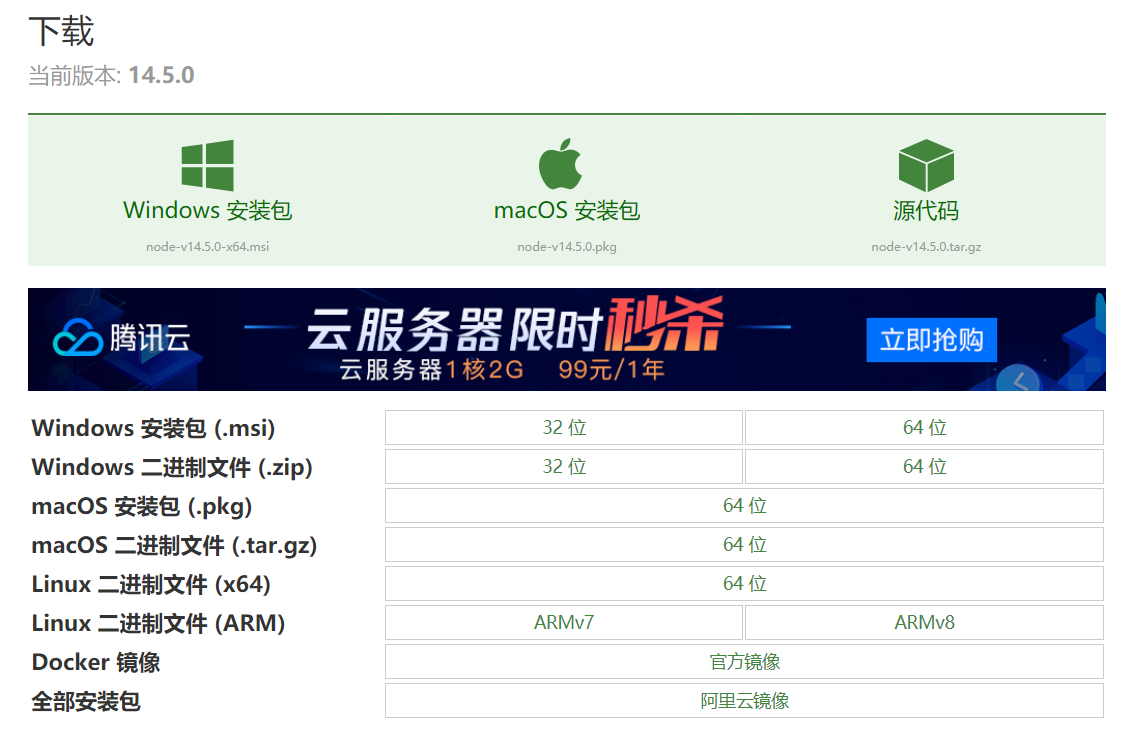 下载
当前版本: 14.5.0
Windows 安装包
macOS 安装包
源代码
node-v14.5.0-x64.msi
node-v14.5.0.pkg
node-v14.5.0.tar.gz
腾讯云
云服务器限时秒杀
云服务器1核2G 99元/1年
立即抢购
Windows 安装包 (.msi) 32 位 64 位
Windows 二进制文件 (.zip) 32 位 64 位
macOS 安装包 (.pkg) 64 位
macOS 二进制文件 (.tar.gz) 64 位
Linux 二进制文件 (x64) 64 位
Linux 二进制文件 (ARM) ARMv7 ARMv8
Docker 镜像 官方镜像
全部安装包 阿里云镜像